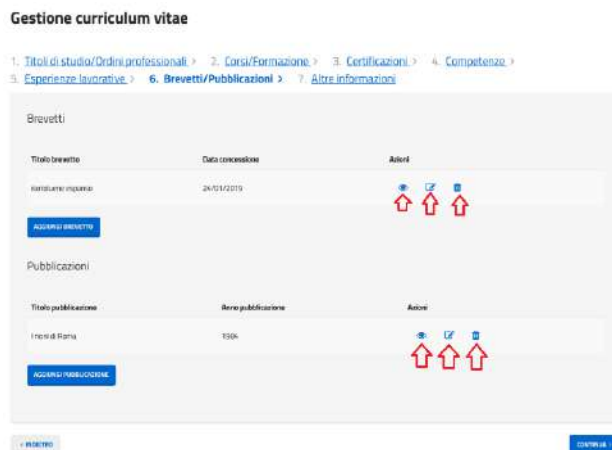 Gestione curriculum vitae
1. Titoli di studio/Ordini professionali > 2. Corsi/Formazione > 3. Certificazioni > 4. Competenze >
5. Esperienze lavorative > 6. Brevetti/Pubblicazioni > 7. Altre informazioni
Brevetti
Titolo brevetto Data concessione Azioni
24/01/2019
AGGIUNGI BREVETTO
Pubblicazioni
Titolo pubblicazione Anno pubblicazione Azioni
di Roma
AGGIUNGI PUBBLICAZIONE
< INDIETRO CONTINUA >